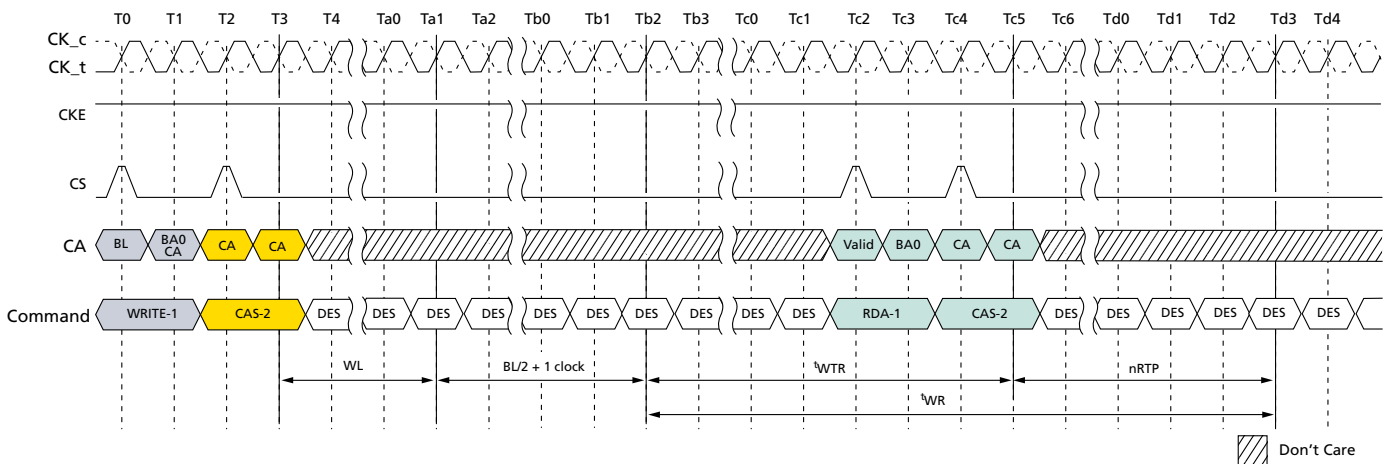 T0 T1 T2 T3 T4 Ta0 Ta1 Ta2 Tb0 Tb1 Tb2 Tb3 Tc0 Tc1 Tc2 Tc3 Tc4 Tc5 Tc6 Td0 Td1 Td2 Td3 Td4
CK_c
CK_t
CKE
CS
CA BL BA0 CA CA CA Valid BA0 CA CA
Command WRITE-1 CAS-2 DES DES DES DES DES DES DES DES DES DES RDA-1 CAS-2 DES DES DES DES DES DES
WL BL/2 + 1 clock tWTR nRTP
tWR
Don't Care